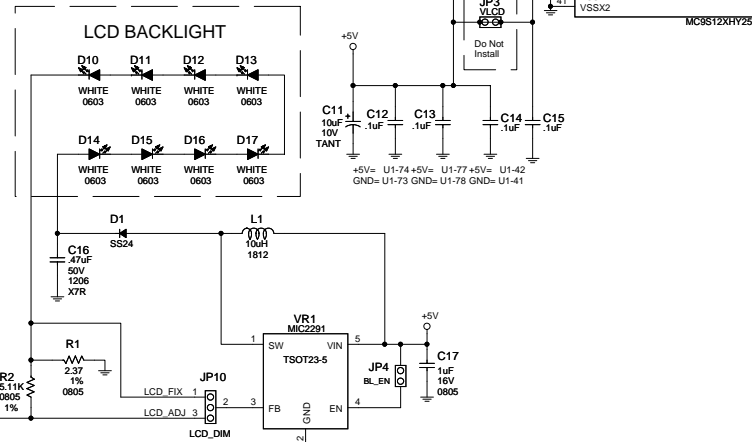 JP3
VLCD
Do Not
Install
41
VSSX2
MC9S12XHY25
LCD BACKLIGHT
D10
WHITE
0603
D11
WHITE
0603
D12
WHITE
0603
D13
WHITE
0603
D14
WHITE
0603
D15
WHITE
0603
D16
WHITE
0603
D17
WHITE
0603
+5V
C11
+
10uF
10V
TANT
C12
.1uF
C13
.1uF
C14
.1uF
C15
.1uF
+5V= U1-74 +5V= U1-77 +5V= U1-42
GND= U1-73 GND= U1-78 GND= U1-41
D1
SS24
L1
10uH
1812
C16
.47uF
50V
1206
X7R
VR1
MIC2291
TSOT23-5
1
SW
VIN
5
3
FB
EN
4
GND
2
+5V
C17
1uF
16V
0805
JP4
BL_EN
R1
2.37
1%
0805
R2
5.11K
0805
1%
JP10
LCD_FIX 1
2
LCD_ADJ 3
LCD_DIM